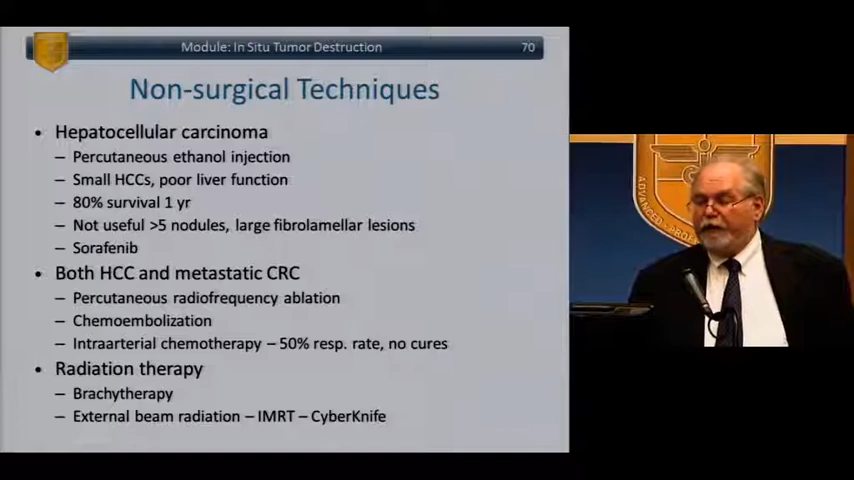 Module: In Situ Tumor Destruction 70
Non-surgical Techniques
• Hepatocellular carcinoma
– Percutaneous ethanol injection
– Small HCCs, poor liver function
– 80% survival 1 yr
– Not useful >5 nodules, large fibrolamellar lesions
– Sorafenib
• Both HCC and metastatic CRC
– Percutaneous radiofrequency ablation
– Chemoembolization
– Intraarterial chemotherapy – 50% resp. rate, no cures
• Radiation therapy
– Brachytherapy
– External beam radiation – IMRT – CyberKnife
ADVANCED